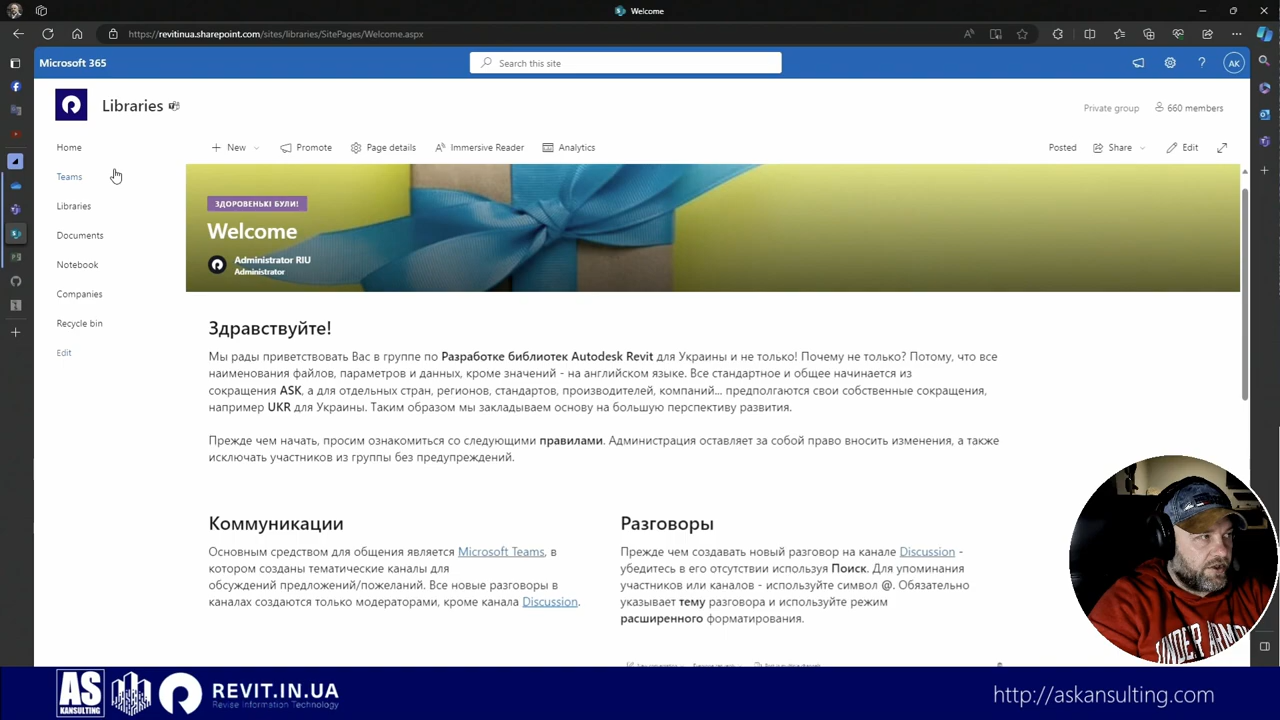 Welcome
https://revitinua.sharepoint.com/sites/libraries/SitePages/Welcome.aspx
Microsoft 365
Search this site
AK
Libraries
Private group
660 members
Home
Teams
Libraries
Documents
Notebook
Companies
Recycle bin
Edit
New
Promote
Page details
Immersive Reader
Analytics
Posted
Share
Edit
ЗДОРОВЕНЬКІ БУЛИ!
Welcome
Administrator RIU
Administrator
Здравствуйте!
Мы рады приветствовать Вас в группе по Разработке библиотек Autodesk Revit для Украины и не только! Почему не только? Потому, что все
наименования файлов, параметров и данных, кроме значений - на английском языке. Все стандартное и общее начинается из
сокращения ASK, а для отдельных стран, регионов, стандартов, производителей, компаний... предполгаются свои собственные сокращения,
например UKR для Украины. Таким образом мы закладываем основу на большую перспективу развития.
Прежде чем начать, просим ознакомиться со следующими правилами. Администрация оставляет за собой право вносить изменения, а также
исключать участников из группы без предупреждений.
Коммуникации
Основным средством для общения является Microsoft Teams, в
котором созданы тематические каналы для
обсуждений предложений/пожеланий. Все новые разговоры в
каналах создаются только модераторами, кроме канала Discussion.
Разговоры
Прежде чем создавать новый разговор на канале Discussion -
убедитесь в его отсутствии используя Поиск. Для упоминания
участников или каналов - используйте символ @. Обязательно
указывает тему разговора и используйте режим
расширенного форматирования.
UNDER ARMO
AS
KANSULTING
REVIT.IN.UA
Revise Information Technology
http://askansulting.com